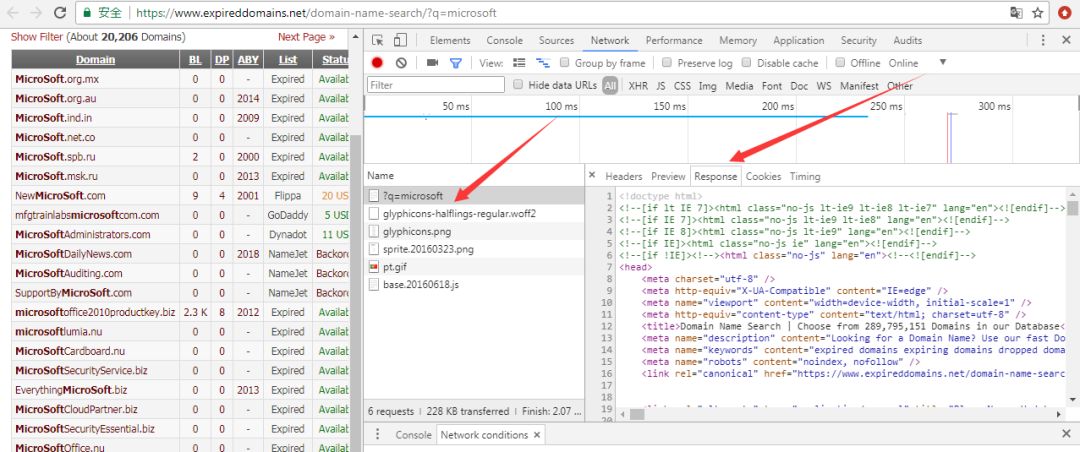 安全 https://www.expireddomains.net/domain-name-search/?q=microsoft
Show Filter (About 20,206 Domains) Next Page »
Domain BL DP ABY List Statu
MicroSoft.org.mx 0 0 - Expired Availab
MicroSoft.org.au 0 0 2014 Expired Availab
MicroSoft.ind.in 0 0 2009 Expired Availab
MicroSoft.net.co 0 0 - Expired Availab
MicroSoft.spb.ru 2 0 2000 Expired Availab
MicroSoft.msk.ru 0 0 2013 Expired Availab
NewMicroSoft.com 9 4 2001 Flippa 20 US
mfgtrainlabsmicrosoftcom.com 0 0 - GoDaddy 5 USD
MicroSoftAdministrators.com 0 0 - Dynadot 11 US
MicroSoftDailyNews.com 0 0 2018 NameJet Backord
MicroSoftAuditing.com 0 0 - NameJet Backord
SupportByMicroSoft.com 0 0 - NameJet Backord
microsoftoffice2010productkey.biz 2.3 K 8 2012 Expired Availab
microsoftlumia.nu 0 0 - Expired Availab
MicroSoftCardboard.nu 0 0 - Expired Availab
MicroSoftSecurityService.biz 0 0 - Expired Availab
EverythingMicroSoft.biz 0 0 2013 Expired Availab
MicroSoftCloudPartner.biz 0 0 - Expired Availab
MicroSoftSecurityEssential.biz 0 0 - Expired Availab
MicroSoftOffice.nu 0 0 - Expired Availab
Elements Console Sources Network Performance Memory Application Security Audits
View: Group by frame Preserve log Disable cache Offline Online
Filter Hide data URLs All XHR JS CSS Img Media Font Doc WS Manifest Other
50 ms 100 ms 150 ms 200 ms 250 ms 300 ms
Name
?q=microsoft
glyphicons-halflings-regular.woff2
glyphicons.png
sprite.20160323.png
pt.gif
base.20160618.js
6 requests | 228 KB transferred | Finish: 2.07 ...
× Headers Preview Response Cookies Timing
1 <!doctype html>
2 <!--[if lt IE 7]><html class="no-js lt-ie9 lt-ie8 lt-ie7" lang="en"><![endif]-->
3 <!--[if IE 7]><html class="no-js lt-ie9 lt-ie8" lang="en"><![endif]-->
4 <!--[if IE 8]><html class="no-js lt-ie9" lang="en"><![endif]-->
5 <!--[if IE]><html class="no-js ie" lang="en"><![endif]-->
6 <!--[if !IE]><!--><html class="no-js" lang="en"><!--<![endif]-->
7 <head>
8 <meta charset="utf-8" />
9 <meta http-equiv="X-UA-Compatible" content="IE=edge" />
10 <meta name="viewport" content="width=device-width, initial-scale=1" />
11 <meta http-equiv="content-type" content="text/html; charset=utf-8" />
12 <title>Domain Name Search | Choose from 289,795,151 Domains in our Database<
13 <meta name="description" content="Looking for a Domain Name? Use our fast Do
14 <meta name="keywords" content="expired domains expiring domains dropped doma
15 <meta name="robots" content="noindex, nofollow" />
16 <link rel="canonical" href="https://www.expireddomains.net/domain-name-searc
17
18
19
20
Console Network conditions ×